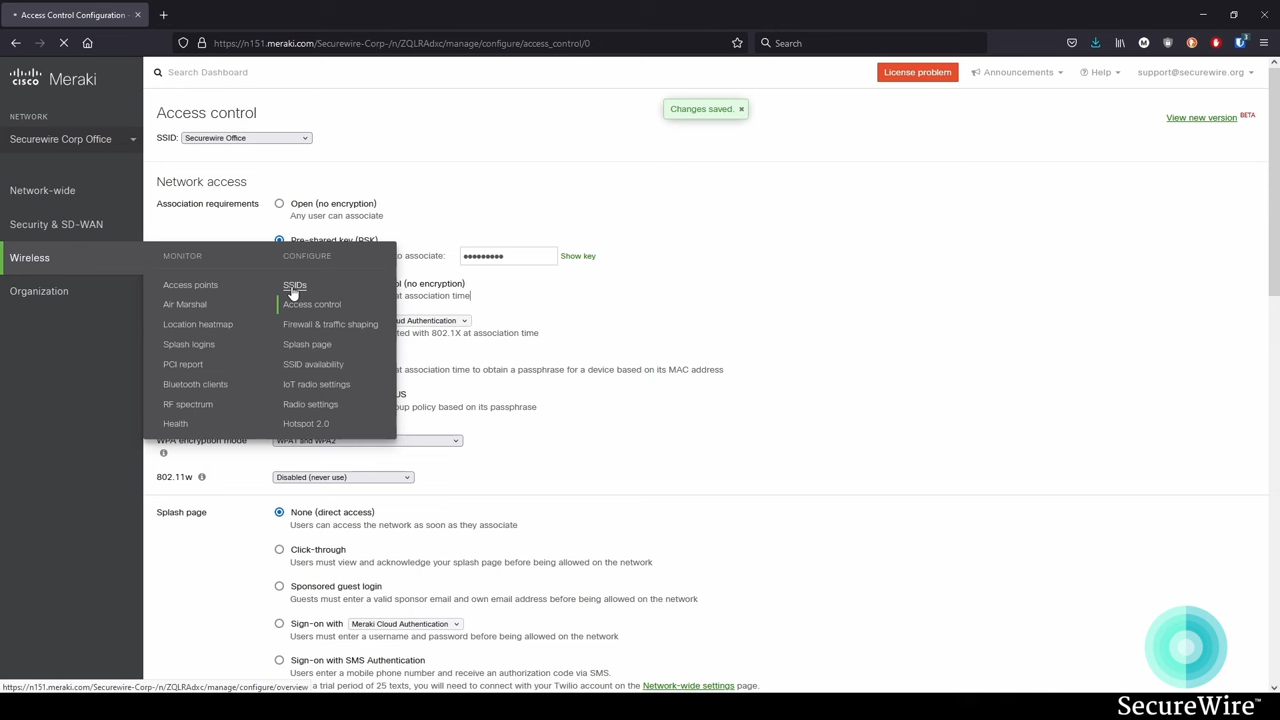 Access Control Configuration -
https://n151.meraki.com/Securewire-Corp-/n/ZQLRAdxc/manage/configure/access_control/0
Search
3
CISCO Meraki
Search Dashboard
License problem
Announcements
Help
support@securewire.org
NETWORK
Securewire Corp Office
Network-wide
Security & SD-WAN
Wireless
Organization
Access control
Changes saved. ×
View new version BETA
SSID: Securewire Office
Network access
Association requirements
Open (no encryption)
Any user can associate
Pre-shared key (PSK)
to associate:
•••••••••
Show key
ol (no encryption)
at association time
ud Authentication
ted with 802.1X at association time
at association time to obtain a passphrase for a device based on its MAC address
US
oup policy based on its passphrase
MONITOR
Access points
Air Marshal
Location heatmap
Splash logins
PCI report
Bluetooth clients
RF spectrum
Health
CONFIGURE
SSIDs
Access control
Firewall & traffic shaping
Splash page
SSID availability
IoT radio settings
Radio settings
Hotspot 2.0
WPA encryption mode
WPA1 and WPA2
802.11w
Disabled (never use)
Splash page
None (direct access)
Users can access the network as soon as they associate
Click-through
Users must view and acknowledge your splash page before being allowed on the network
Sponsored guest login
Guests must enter a valid sponsor email and own email address before being allowed on the network
Sign-on with Meraki Cloud Authentication
Users must enter a username and password before being allowed on the network
Sign-on with SMS Authentication
Users enter a mobile phone number and receive an authorization code via SMS.
a trial period of 25 texts, you will need to connect with your Twilio account on the Network-wide settings page.
https://n151.meraki.com/Securewire-Corp-/n/ZQLRAdxc/manage/configure/overview
SecureWire™